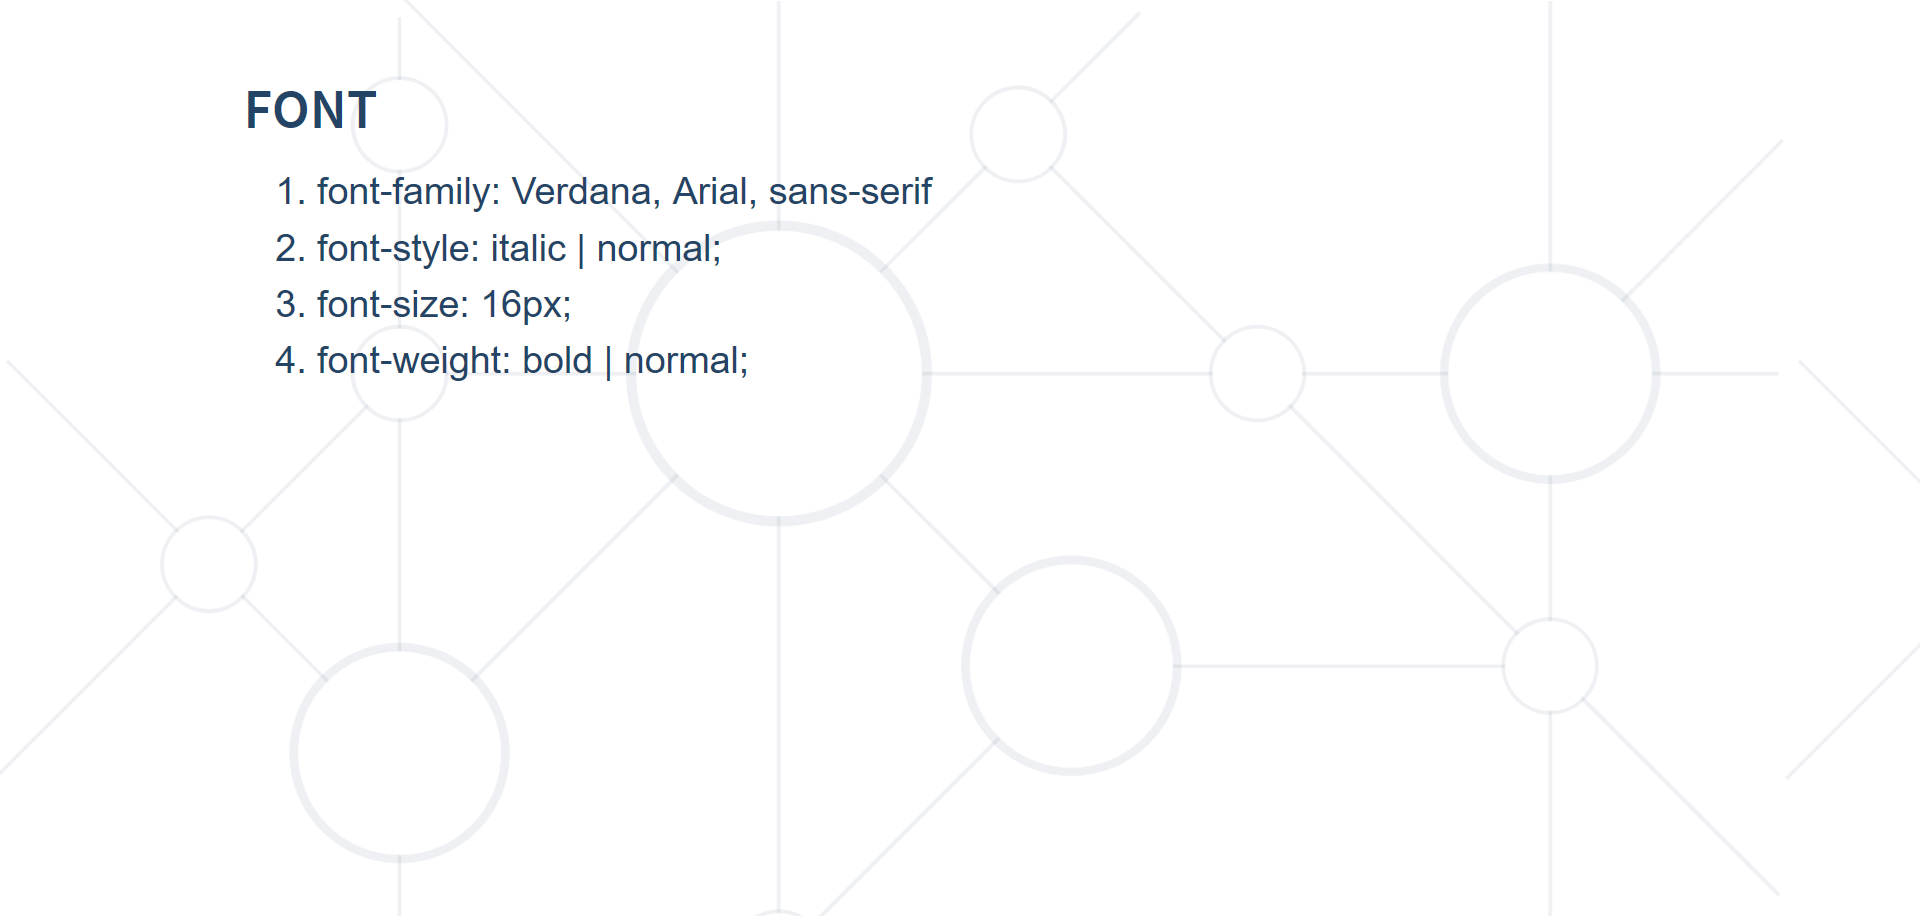 FONT
1. font-family: Verdana, Arial, sans-serif
2. font-style: italic | normal;
3. font-size: 16px;
4. font-weight: bold | normal;